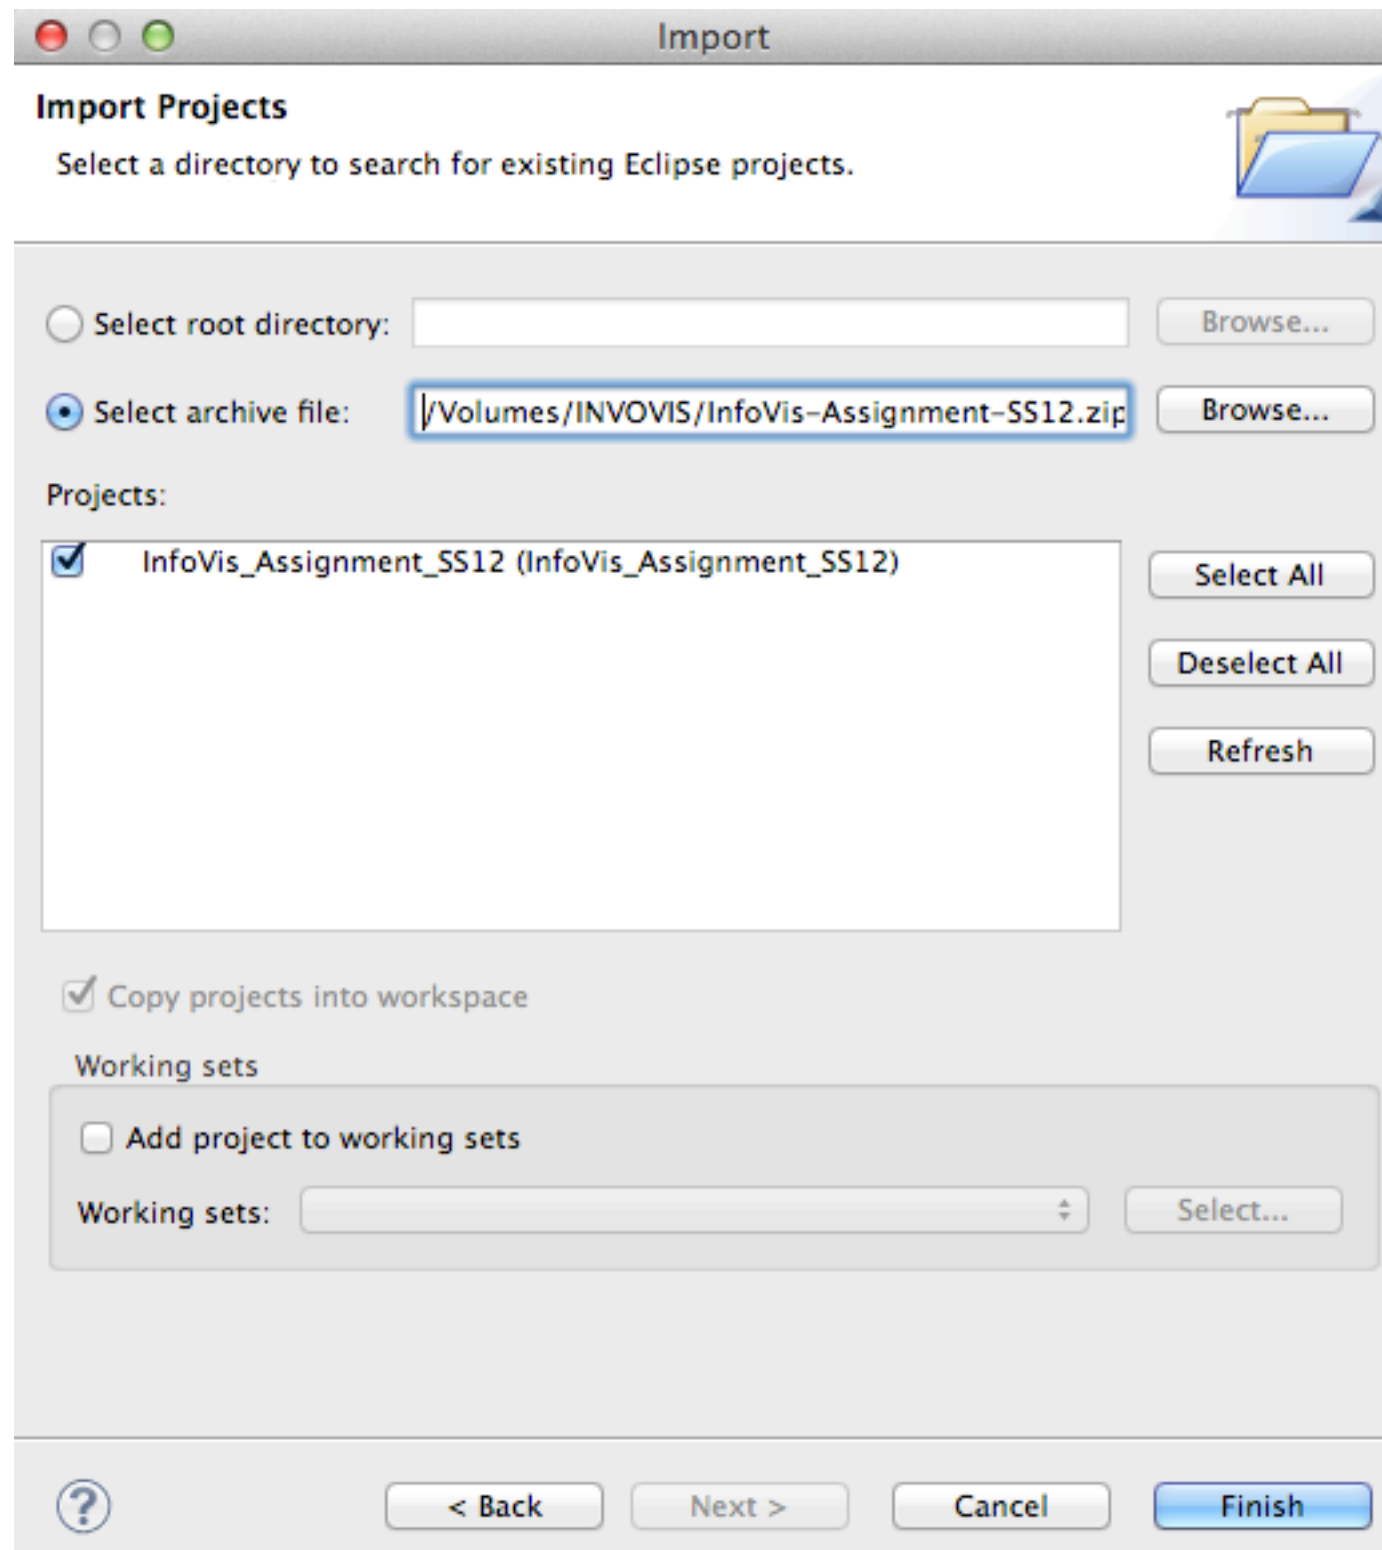 Import
Import Projects
Select a directory to search for existing Eclipse projects.
Select root directory: Browse...
Select archive file: /Volumes/INVOVIS/InfoVis-Assignment-SS12.zip Browse...
Projects:
InfoVis_Assignment_SS12 (InfoVis_Assignment_SS12)
Select All
Deselect All
Refresh
Copy projects into workspace
Working sets
Add project to working sets
Working sets: Select...
? < Back Next > Cancel Finish